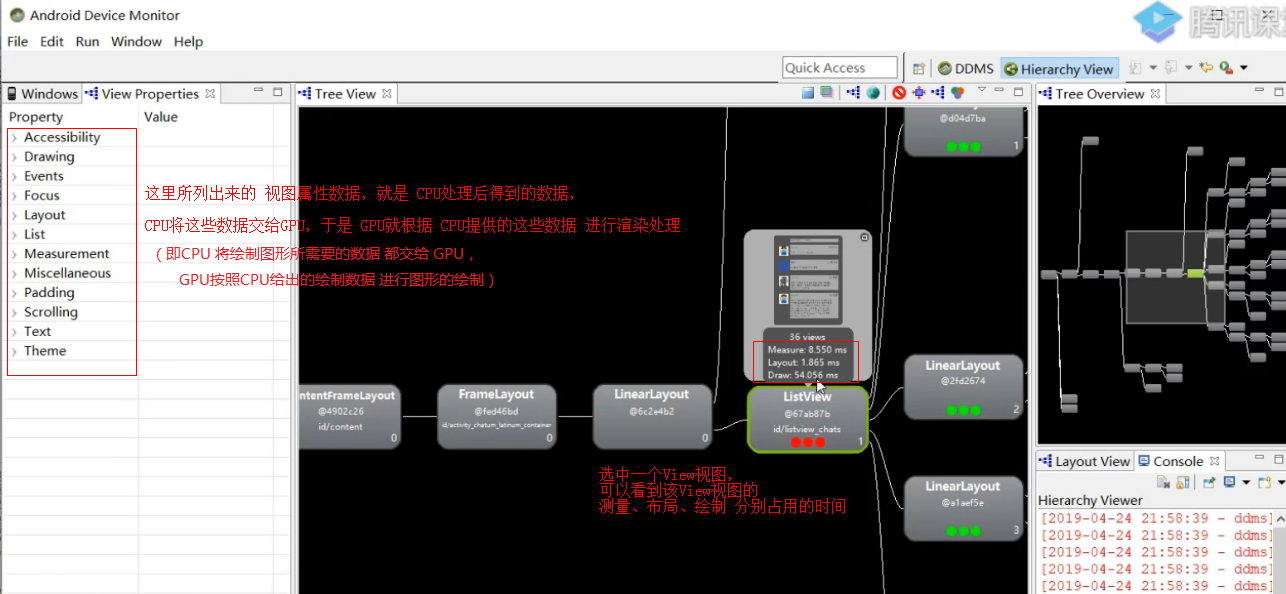 Android Device Monitor
腾讯课堂
File Edit Run Window Help
Quick Access
DDMS
Hierarchy View
Windows
View Properties
Tree View
Tree Overview
Property Value
Accessibility
Drawing
Events
Focus
Layout
List
Measurement
Miscellaneous
Padding
Scrolling
Text
Theme
这里所列出来的 视图属性数据，就是 CPU处理后得到的数据，
CPU将这些数据交给GPU，于是 GPU就根据 CPU提供的这些数据 进行渲染处理
（即CPU 将绘制图形所需要的数据 都交给 GPU，
GPU按照CPU给出的绘制数据 进行图形的绘制）
@d04d7ba
1
36 views
Measure: 8.550 ms
Layout: 1.865 ms
Draw: 54.056 ms
ntentFrameLayout
@4902c26
id/content
0
FrameLayout
@fed46bd
id/activity_chatum_latinum_container
0
LinearLayout
@6c2e4b2
0
ListView
@67ab87b
id/listview_chats
1
LinearLayout
@2fd2674
2
LinearLayout
@a1aef5e
3
选中一个View视图，
可以看到该View视图的
测量、布局、绘制 分别占用的时间
Layout View
Console
Hierarchy Viewer
[2019-04-24 21:58:39 - ddms]
[2019-04-24 21:58:39 - ddms]
[2019-04-24 21:58:39 - ddms]
[2019-04-24 21:58:39 - ddms]
[2019-04-24 21:58:39 - ddms]